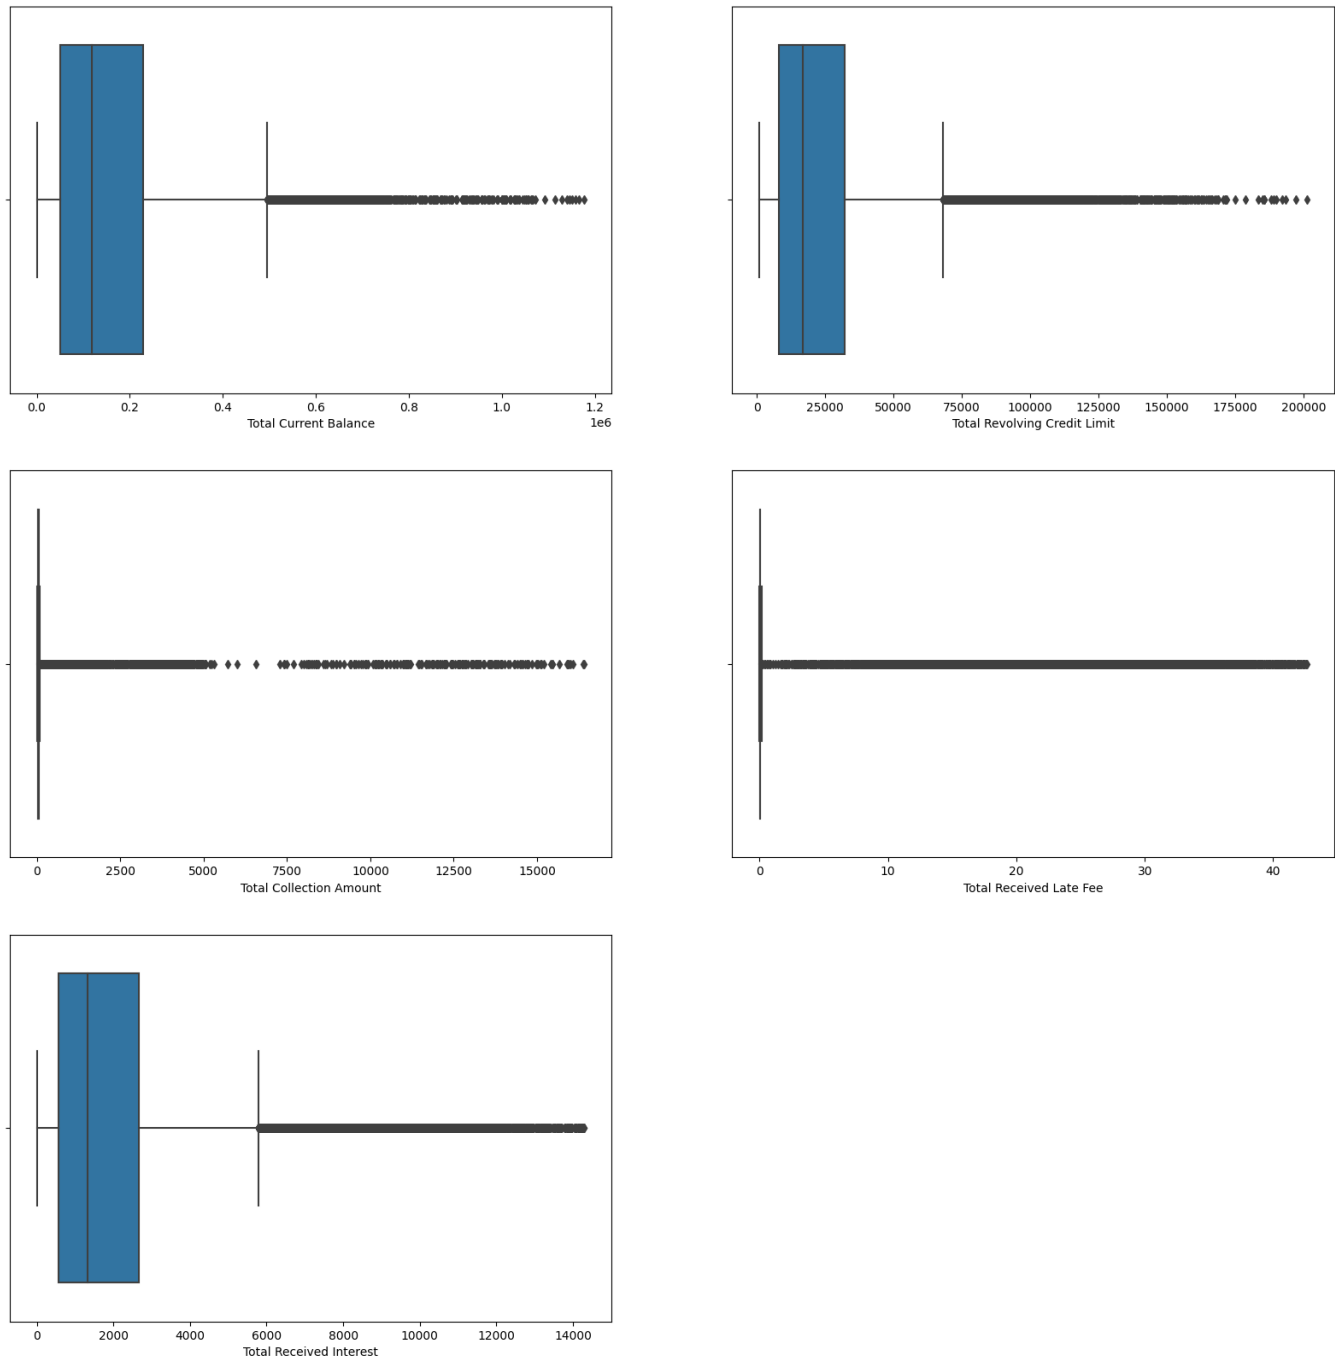 0.0 0.2 0.4 0.6 0.8 1.0 1.2
Total Current Balance
1e6
0 25000 50000 75000 100000 125000 150000 175000 200000
Total Revolving Credit Limit
0 2500 5000 7500 10000 12500 15000
Total Collection Amount
0 10 20 30 40
Total Received Late Fee
0 2000 4000 6000 8000 10000 12000 14000
Total Received Interest